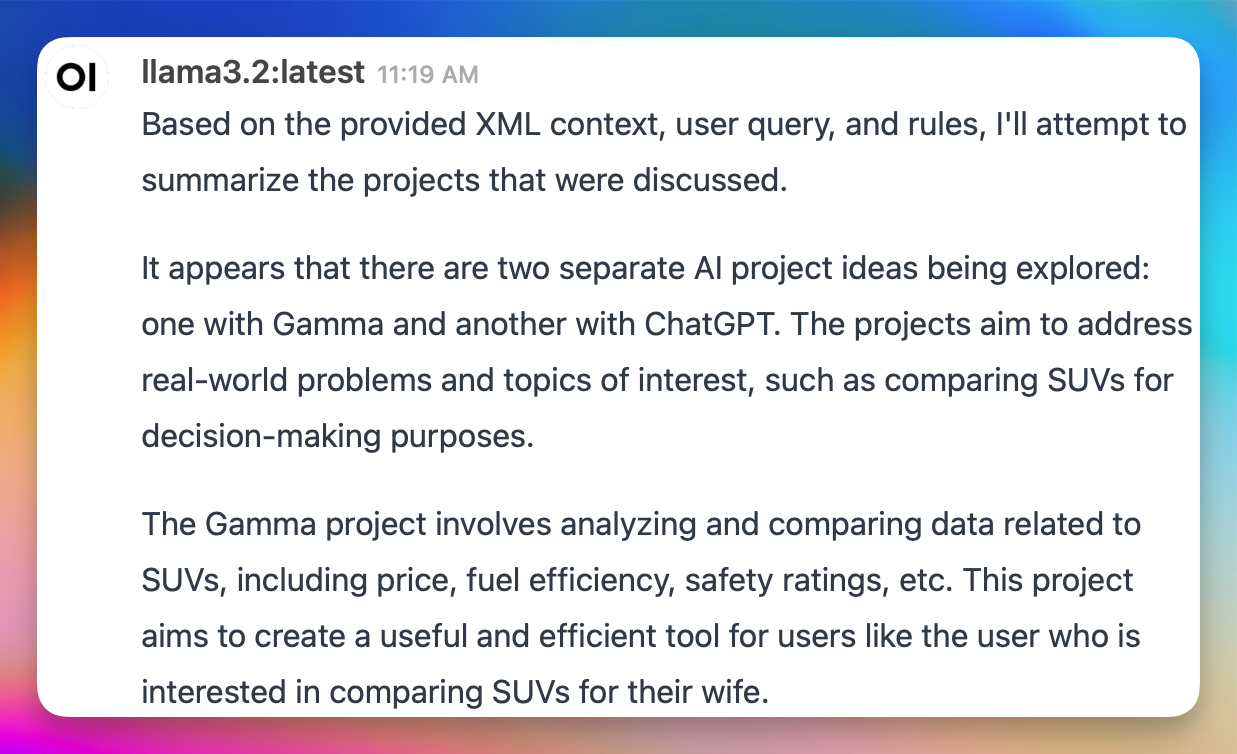 OI
llama3.2:latest 11:19 AM
Based on the provided XML context, user query, and rules, I'll attempt to
summarize the projects that were discussed.
It appears that there are two separate AI project ideas being explored:
one with Gamma and another with ChatGPT. The projects aim to address
real-world problems and topics of interest, such as comparing SUVs for
decision-making purposes.
The Gamma project involves analyzing and comparing data related to
SUVs, including price, fuel efficiency, safety ratings, etc. This project
aims to create a useful and efficient tool for users like the user who is
interested in comparing SUVs for their wife.